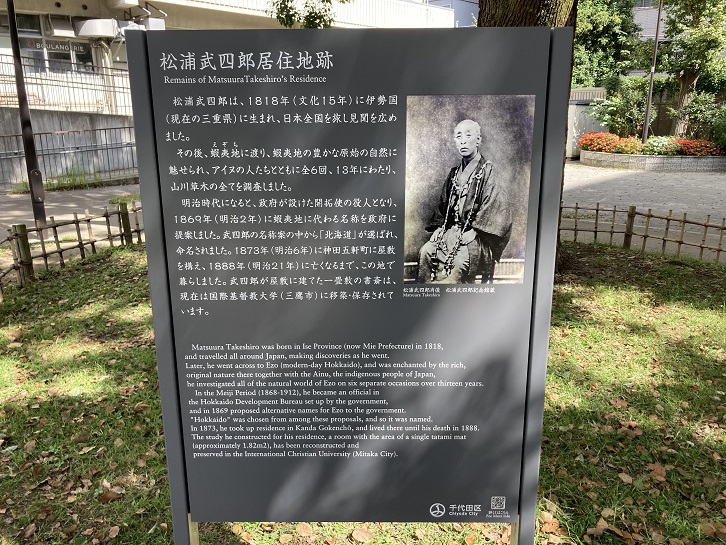 BOULANGERIE
松浦武四郎居住地跡
Remains of MatsuuraTakeshiro's Residence
松浦武四郎は、1818年（文化15年）に伊勢国
（現在の三重県）に生まれ、日本全国を旅し見聞を広め
ました。
その後、蝦夷地に渡り、蝦夷地の豊かな原始の自然に
魅せられ、アイヌの人たちとともに全6回、13年にわたり、
山川草木の全てを調査しました。
明治時代になると、政府が設けた開拓使の役人となり、
1869年（明治2年）に蝦夷地に代わる名称を政府に
提案しました。武四郎の名称案の中から「北海道」が選ばれ、
命名されました。1873年（明治6年）に神田五軒町に屋敷
を構え、1888年（明治21年）に亡くなるまで、この地で
暮らしました。武四郎が屋敷に建てた一畳敷の書斎は、
現在は国際基督教大学（三鷹市）に移築・保存されて
います。
松浦武四郎肖像 松浦武四郎記念館蔵
Matsuura Takeshiro
Matsuura Takeshiro was born in Ise Province (now Mie Prefecture) in 1818,
and travelled all around Japan, making discoveries as he went.
Later, he went across to Ezo (modern-day Hokkaido), and was enchanted by the rich,
original nature there together with the Ainu, the indigenous people of Japan,
he investigated all of the natural world of Ezo on six separate occasions over thirteen years.
In the Meiji Period (1868-1912), he became an official in
the Hokkaido Development Bureau set up by the government,
and in 1869 proposed alternative names for Ezo to the government.
"Hokkaido" was chosen from among these proposals, and so it was named.
In 1873, he took up residence in Kanda Gokenchō, and lived there until his death in 1888.
The study he constructed for his residence, a room with the area of a single tatami mat
(approximately 1.82m2), has been reconstructed and
preserved in the International Christian University (Mitaka City).
千代田区
Chiyoda City